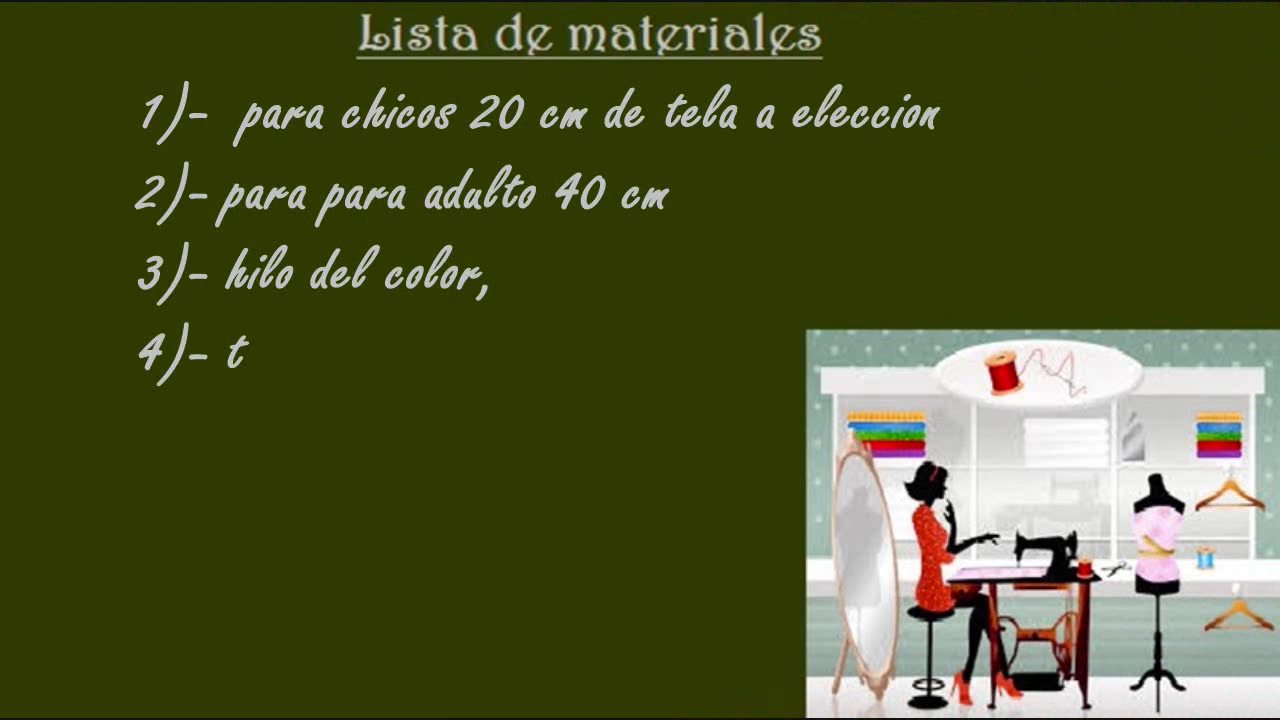 Lista de materiales
1)- para chicos 20 cm de tela a eleccion
2)- para para adulto 40 cm
3)- hilo del color,
4)- t